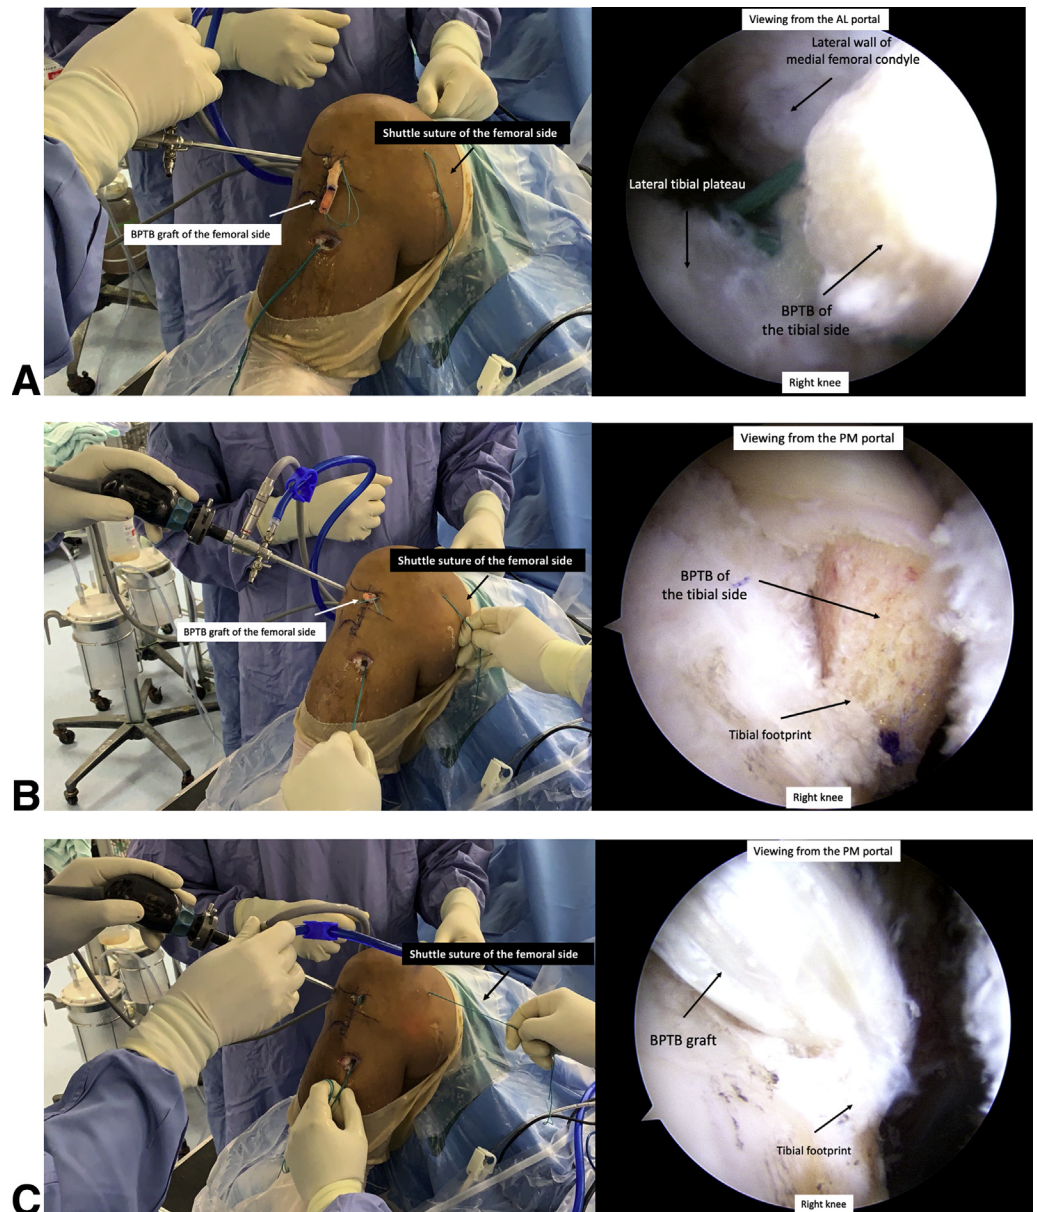 Viewing from the AL portal
Lateral wall of
medial femoral condyle
Shuttle suture of the femoral side
Lateral tibial plateau
BPTB graft of the femoral side
BPTB of
the tibial side
A
Right knee
Viewing from the PM portal
Shuttle suture of the femoral side
BPTB of
the tibial side
BPTB graft of the femoral side
Tibial footprint
B
Right knee
Viewing from the PM portal
Shuttle suture of the femoral side
BPTB graft
Tibial footprint
C
Right knee